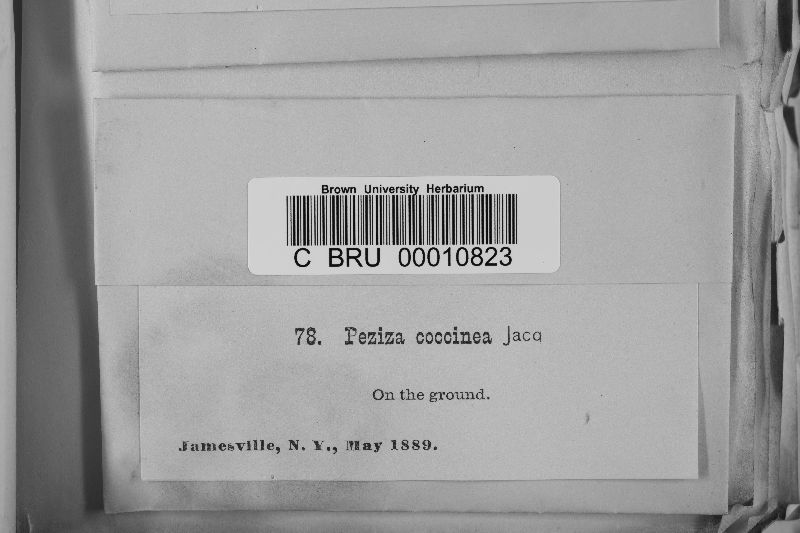 Brown University Herbarium
C BRU 00010823
78. Peziza coccinea Jacq
On the ground.
Jamesville, N. Y., May 1889.